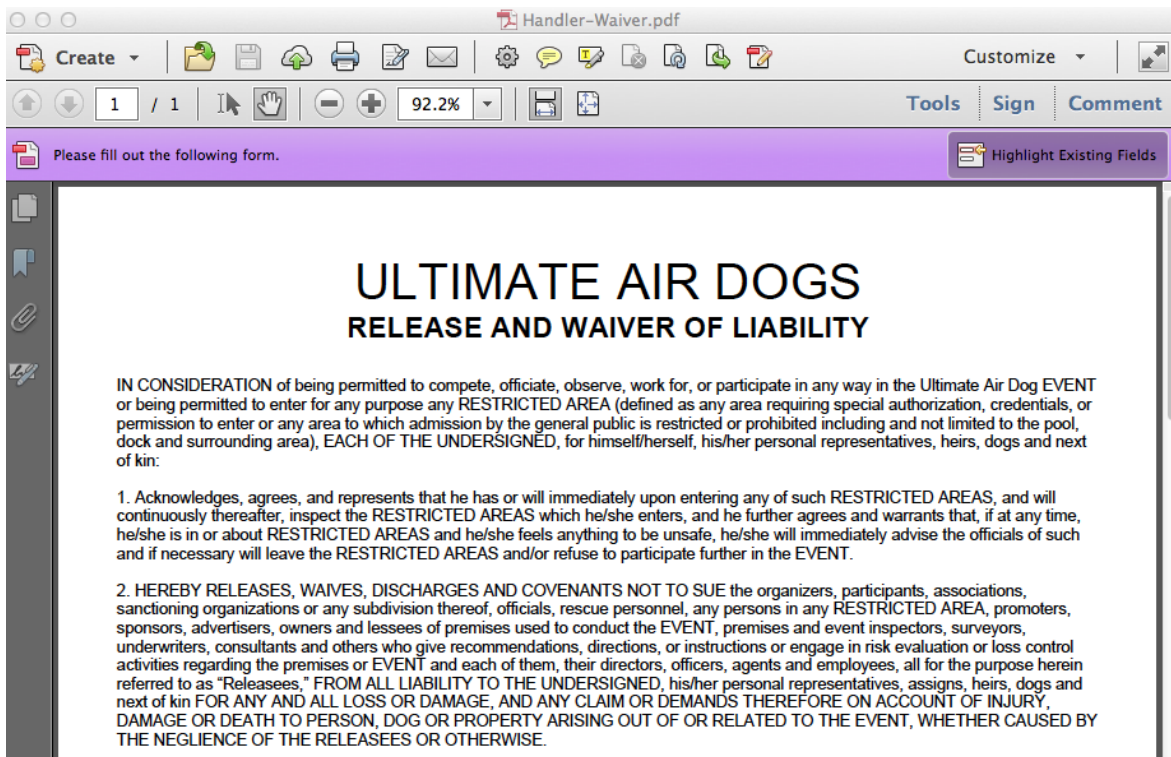 Handler-Waiver.pdf
Create
Customize
1 / 1
92.2%
Tools Sign Comment
Please fill out the following form.
Highlight Existing Fields
ULTIMATE AIR DOGS
RELEASE AND WAIVER OF LIABILITY
IN CONSIDERATION of being permitted to compete, officiate, observe, work for, or participate in any way in the Ultimate Air Dog EVENT
or being permitted to enter for any purpose any RESTRICTED AREA (defined as any area requiring special authorization, credentials, or
permission to enter or any area to which admission by the general public is restricted or prohibited including and not limited to the pool,
dock and surrounding area), EACH OF THE UNDERSIGNED, for himself/herself, his/her personal representatives, heirs, dogs and next
of kin:
1. Acknowledges, agrees, and represents that he has or will immediately upon entering any of such RESTRICTED AREAS, and will
continuously thereafter, inspect the RESTRICTED AREAS which he/she enters, and he further agrees and warrants that, if at any time,
he/she is in or about RESTRICTED AREAS and he/she feels anything to be unsafe, he/she will immediately advise the officials of such
and if necessary will leave the RESTRICTED AREAS and/or refuse to participate further in the EVENT.
2. HEREBY RELEASES, WAIVES, DISCHARGES AND COVENANTS NOT TO SUE the organizers, participants, associations,
sanctioning organizations or any subdivision thereof, officials, rescue personnel, any persons in any RESTRICTED AREA, promoters,
sponsors, advertisers, owners and lessees of premises used to conduct the EVENT, premises and event inspectors, surveyors,
underwriters, consultants and others who give recommendations, directions, or instructions or engage in risk evaluation or loss control
activities regarding the premises or EVENT and each of them, their directors, officers, agents and employees, all for the purpose herein
referred to as “Releasees,” FROM ALL LIABILITY TO THE UNDERSIGNED, his/her personal representatives, assigns, heirs, dogs and
next of kin FOR ANY AND ALL LOSS OR DAMAGE, AND ANY CLAIM OR DEMANDS THEREFORE ON ACCOUNT OF INJURY,
DAMAGE OR DEATH TO PERSON, DOG OR PROPERTY ARISING OUT OF OR RELATED TO THE EVENT, WHETHER CAUSED BY
THE NEGLIENCE OF THE RELEASEES OR OTHERWISE.